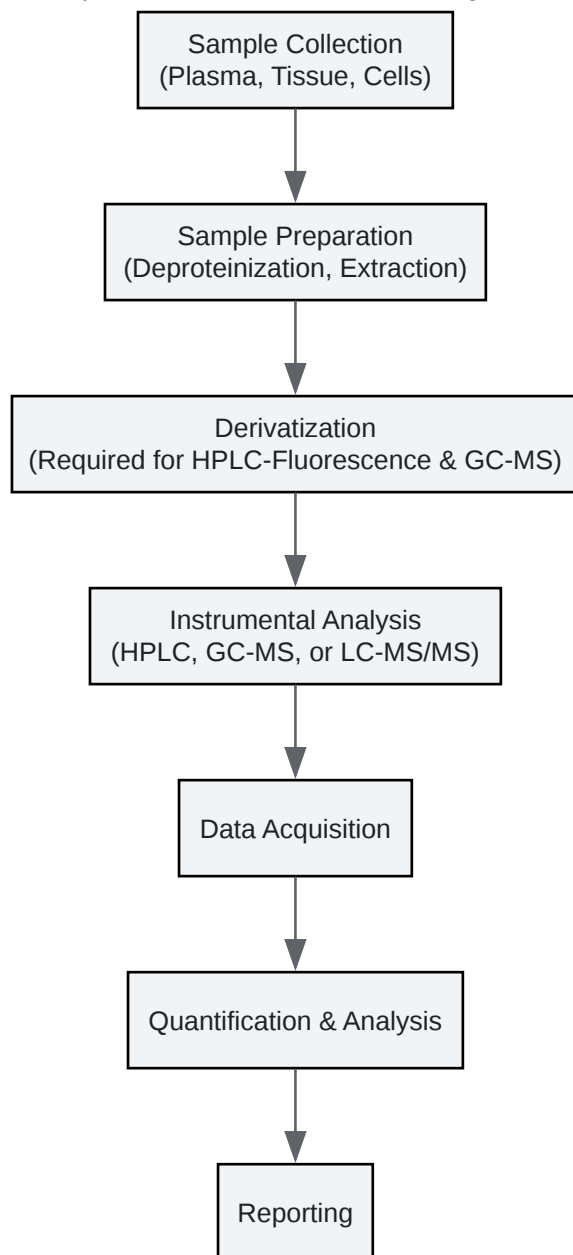 Sample Collection
(Plasma, Tissue, Cells)
Sample Preparation
(Deproteinization, Extraction)
Derivatization
(Required for HPLC-Fluorescence & GC-MS)
Instrumental Analysis
(HPLC, GC-MS, or LC-MS/MS)
Data Acquisition
Quantification & Analysis
Reporting